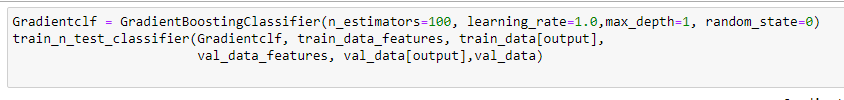 Gradientclf = GradientBoostingClassifier(n_estimators=100, learning_rate=1.0,max_depth=1, random_state=0)
train_n_test_classifier(Gradientclf, train_data_features, train_data[output],
                        val_data_features, val_data[output],val_data)